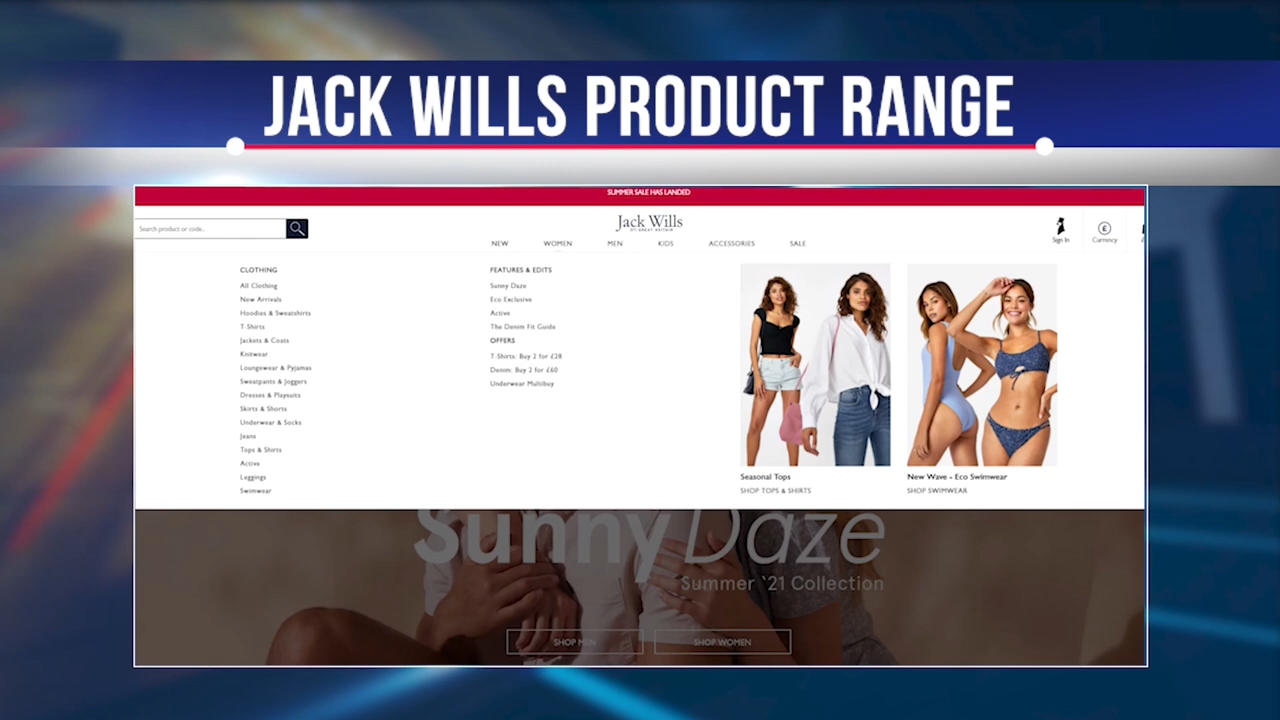 JACK WILLS PRODUCT RANGE
SUMMER SALE HAS LANDED
Search product or code..
Jack Wills
OF GREAT BRITAIN
Sign In
£
Currency
NEW WOMEN MEN KIDS ACCESSORIES SALE
CLOTHING
All Clothing
New Arrivals
Hoodies & Sweatshirts
T-Shirts
Jackets & Coats
Knitwear
Loungewear & Pyjamas
Sweatpants & Joggers
Dresses & Playsuits
Skirts & Shorts
Underwear & Socks
Jeans
Tops & Shirts
Active
Leggings
Swimwear
FEATURES & EDITS
Sunny Daze
Eco Exclusive
Active
The Denim Fit Guide
OFFERS
T-Shirts: Buy 2 for £28
Denim: Buy 2 for £60
Underwear Multibuy
Seasonal Tops
SHOP TOPS & SHIRTS
New Wave - Eco Swimwear
SHOP SWIMWEAR
Sunny Daze
Summer `21 Collection
SHOP MEN
SHOP WOMEN